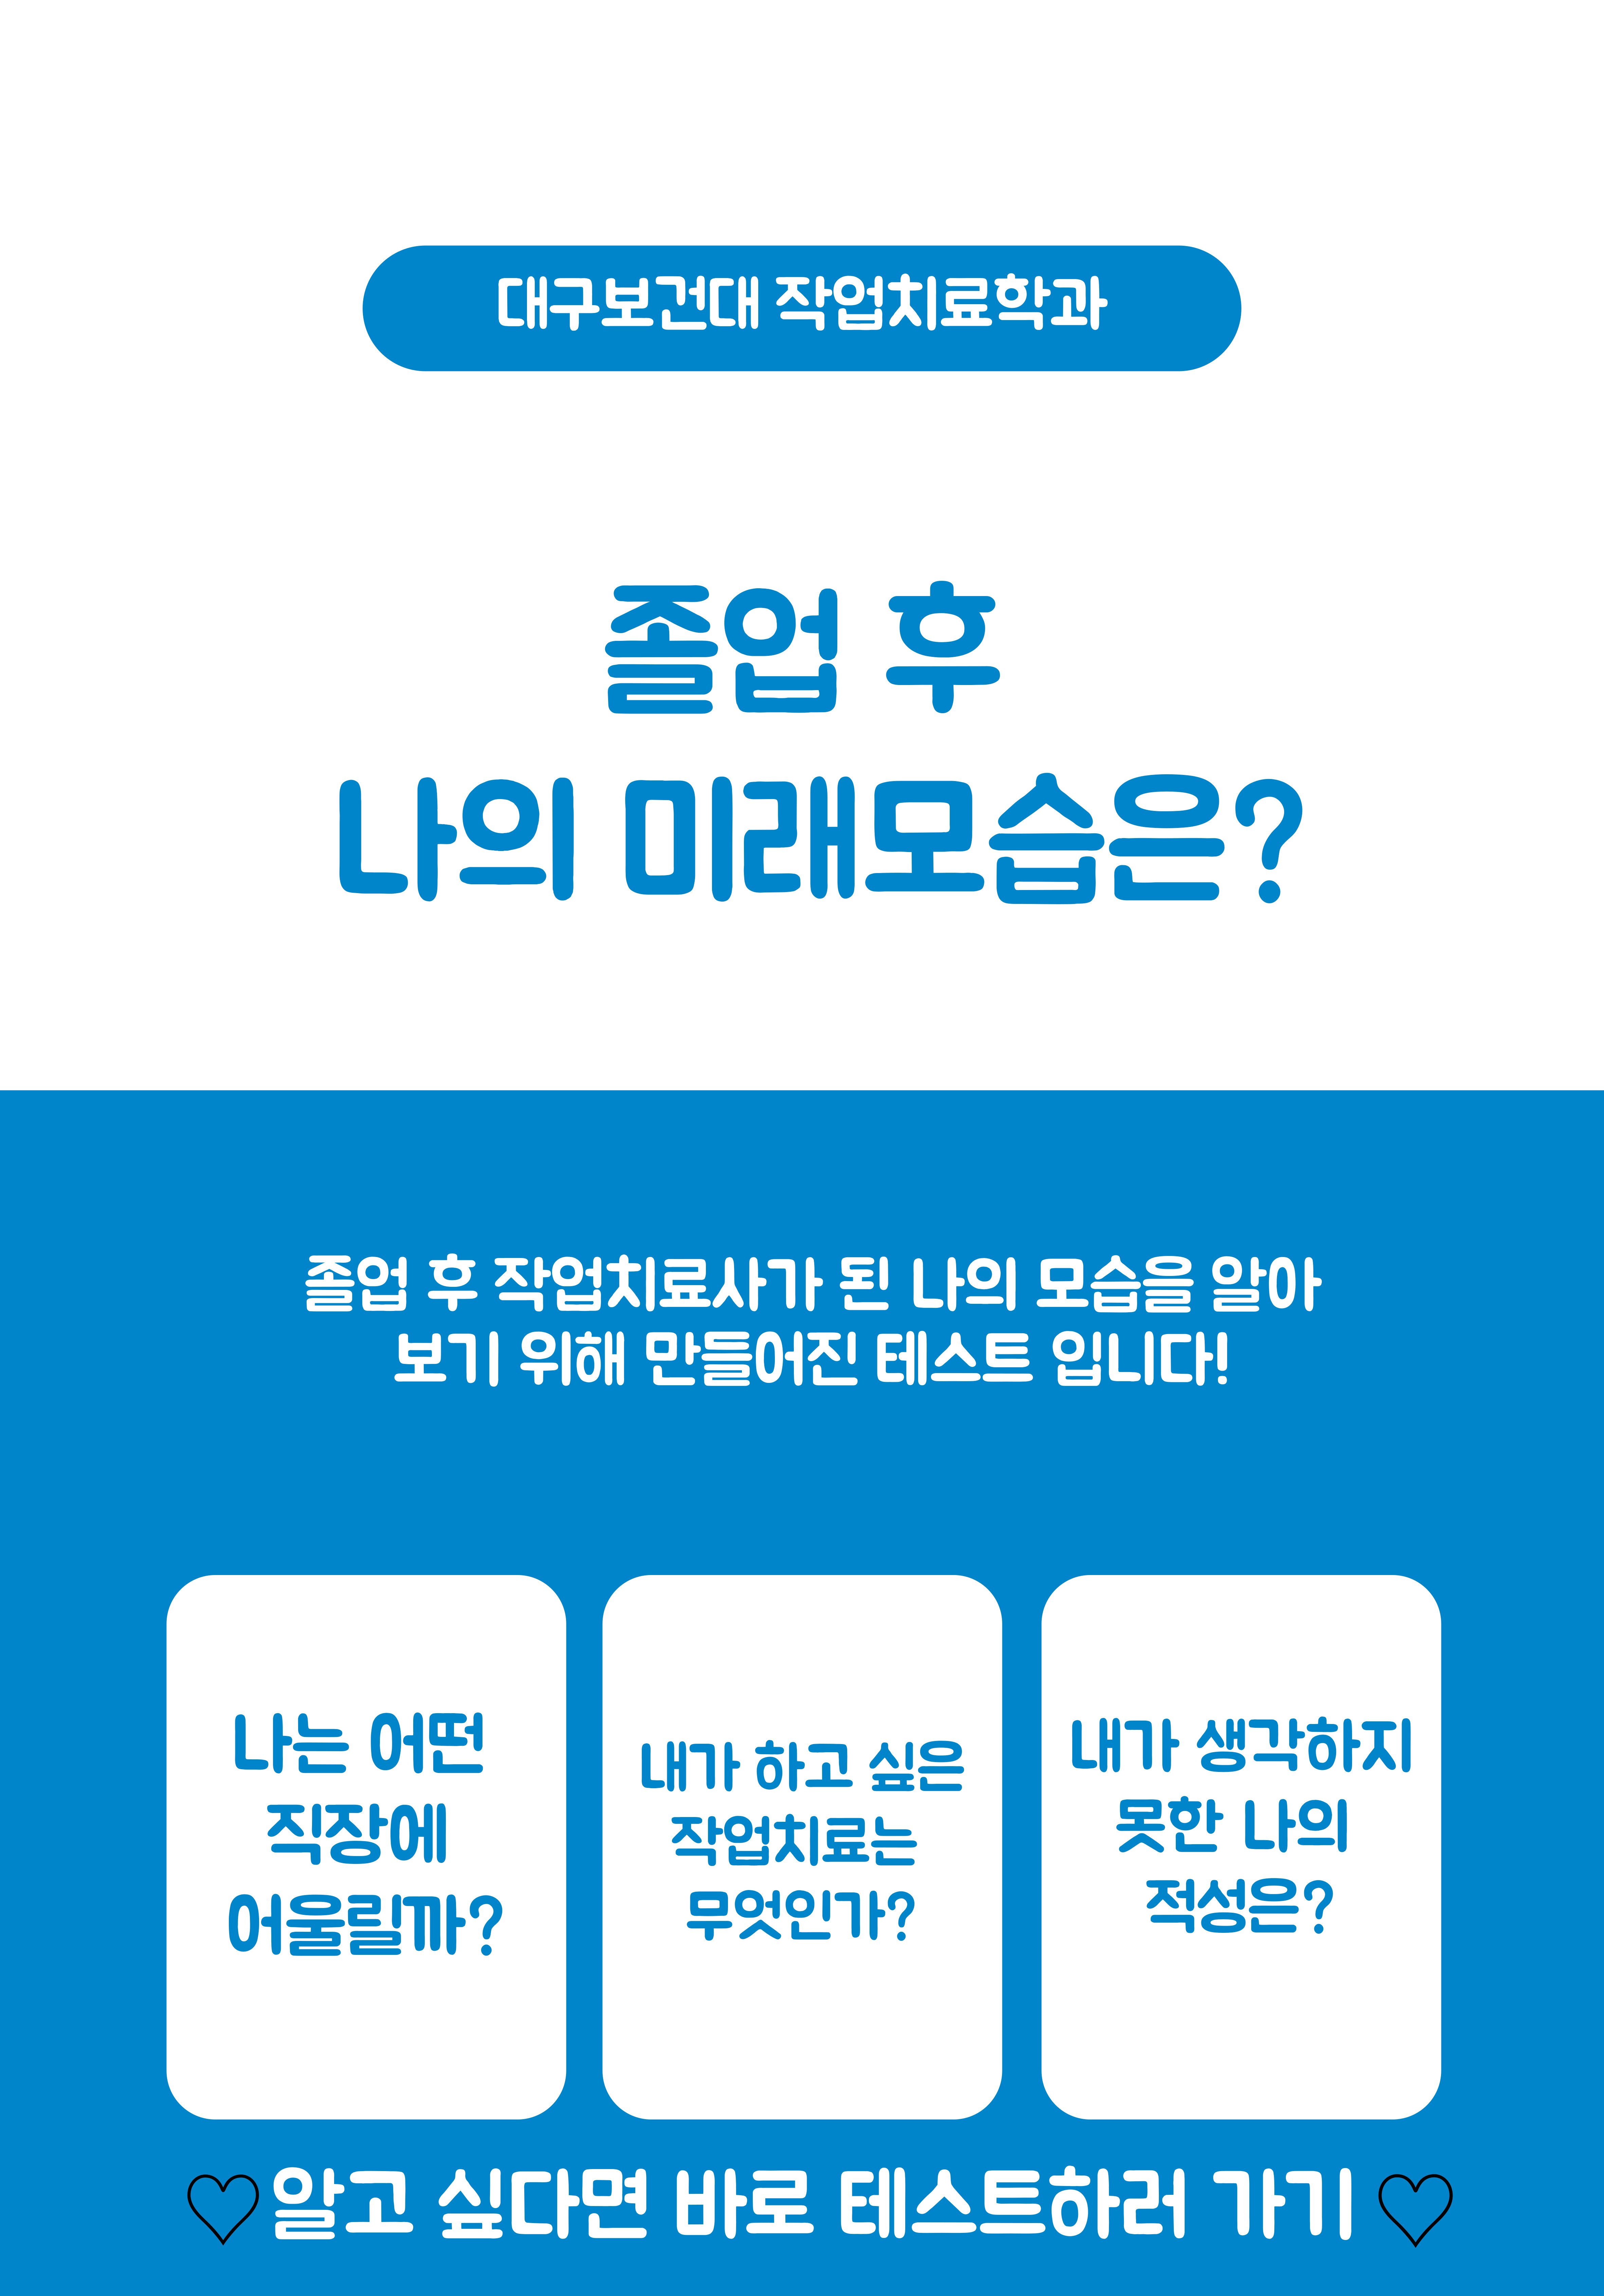 대구보건대 작업치료학과
졸업 후
나의 미래모습은?
졸업 후 작업치료사가 된 나의 모습을 알아
보기 위해 만들어진 테스트 입니다!
나는 어떤
직장에
어울릴까?
내가 하고 싶은
작업치료는
무엇인가?
내가 생각하지
못한 나의
적성은?
♡알고 싶다면 바로 테스트하러 가기 ♡